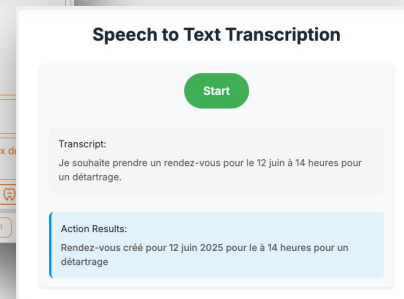 Speech to Text Transcription
Start
Transcript:
Je souhaite prendre un rendez-vous pour le 12 juin à 14 heures pour
un détartrage.
Action Results:
Rendez-vous créé pour 12 juin 2025 pour le à 14 heures pour un
détartrage